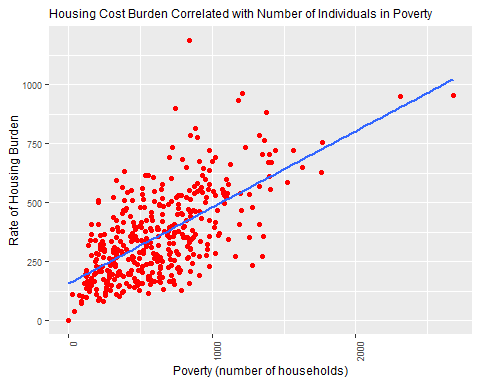 Housing Cost Burden Correlated with Number of Individuals in Poverty
Rate of Housing Burden
1000
750
500
250
0
0
1000
2000
Poverty (number of households)